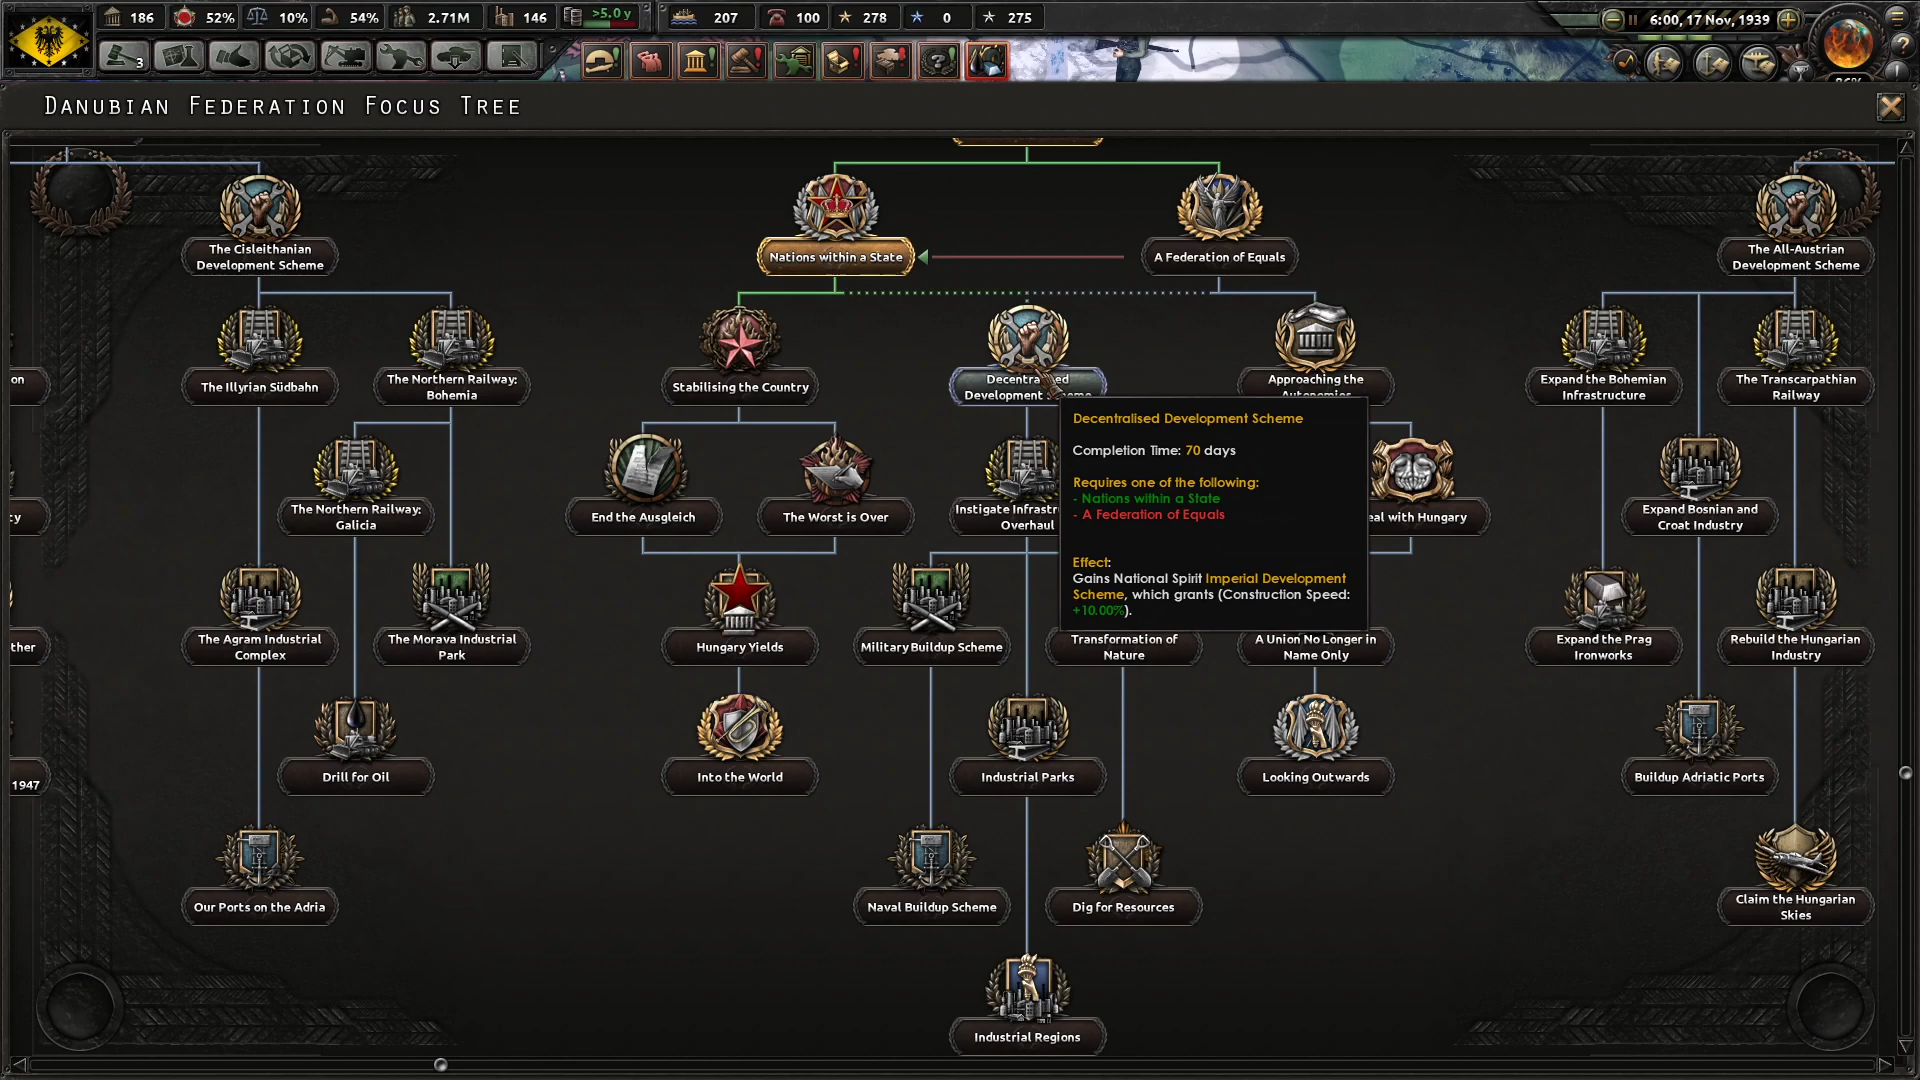 186
52%
10%
54%
2.71M
146
>5.0 y
207
100
278
0
275
6:00, 17 Nov, 1939
3
DANUBIAN FEDERATION FOCUS TREE
The Cisleithanian
Development Scheme
Nations within a State
A Federation of Equals
The All-Austrian
Development Scheme
on
The Illyrian Südbahn
The Northern Railway:
Bohemia
Stabilising the Country
Decentralised
Development Scheme
Approaching the
Autonomies
Expand the Bohemian
Infrastructure
The Transcarpathian
Railway
Decentralised Development Scheme
Completion Time: 70 days
Requires one of the following:
- Nations within a State
- A Federation of Equals
Effect:
Gains National Spirit Imperial Development
Scheme, which grants (Construction Speed:
+10.00%).
ty
The Northern Railway:
Galicia
End the Ausgleich
The Worst is Over
Instigate Infrastru
Overhaul
eal with Hungary
Expand Bosnian and
Croat Industry
ther
The Agram Industrial
Complex
The Morava Industrial
Park
Hungary Yields
Military Buildup Scheme
Transformation of
Nature
A Union No Longer in
Name Only
Expand the Prag
Ironworks
Rebuild the Hungarian
Industry
1947
Drill for Oil
Into the World
Industrial Parks
Looking Outwards
Buildup Adriatic Ports
Our Ports on the Adria
Naval Buildup Scheme
Dig for Resources
Claim the Hungarian
Skies
Industrial Regions